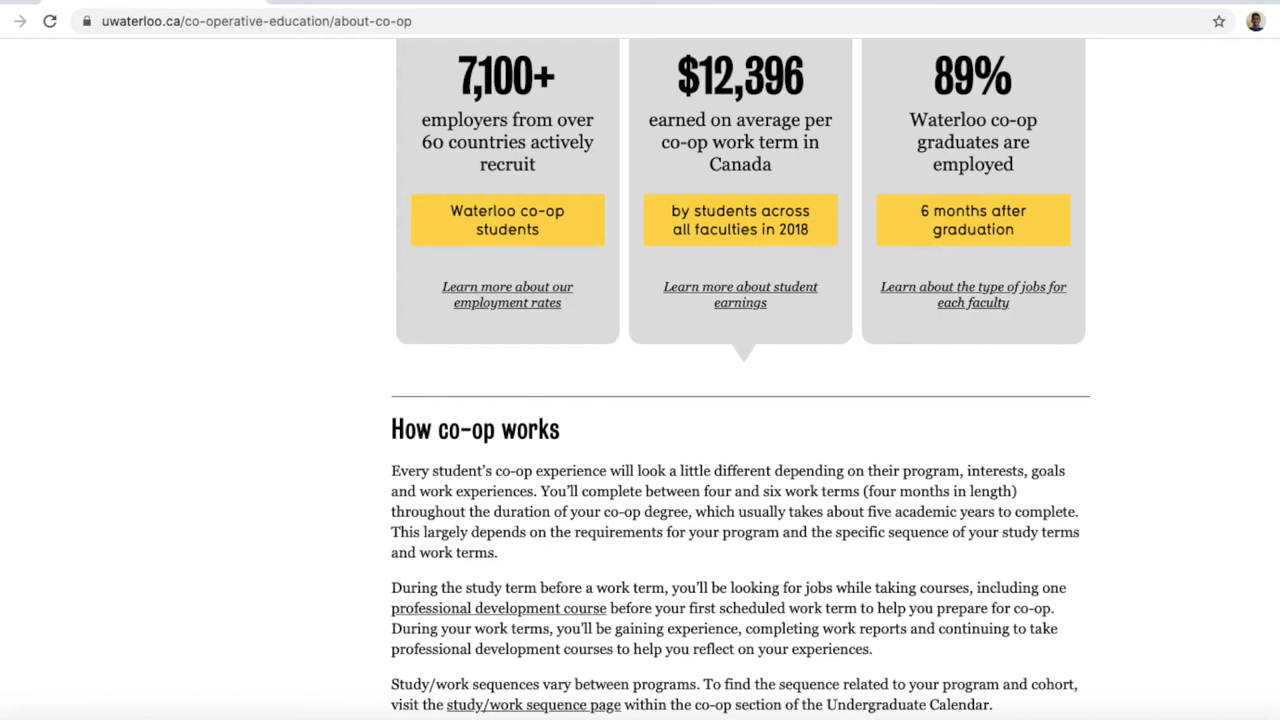 uwaterloo.ca/co-operative-education/about-co-op
7,100+
employers from over
60 countries actively
recruit
Waterloo co-op
students
Learn more about our
employment rates
$12,396
earned on average per
co-op work term in
Canada
by students across
all faculties in 2018
Learn more about student
earnings
89%
Waterloo co-op
graduates are
employed
6 months after
graduation
Learn about the type of jobs for
each faculty
How co-op works
Every student's co-op experience will look a little different depending on their program, interests, goals
and work experiences. You'll complete between four and six work terms (four months in length)
throughout the duration of your co-op degree, which usually takes about five academic years to complete.
This largely depends on the requirements for your program and the specific sequence of your study terms
and work terms.
During the study term before a work term, you'll be looking for jobs while taking courses, including one
professional development course before your first scheduled work term to help you prepare for co-op.
During your work terms, you'll be gaining experience, completing work reports and continuing to take
professional development courses to help you reflect on your experiences.
Study/work sequences vary between programs. To find the sequence related to your program and cohort,
visit the study/work sequence page within the co-op section of the Undergraduate Calendar.